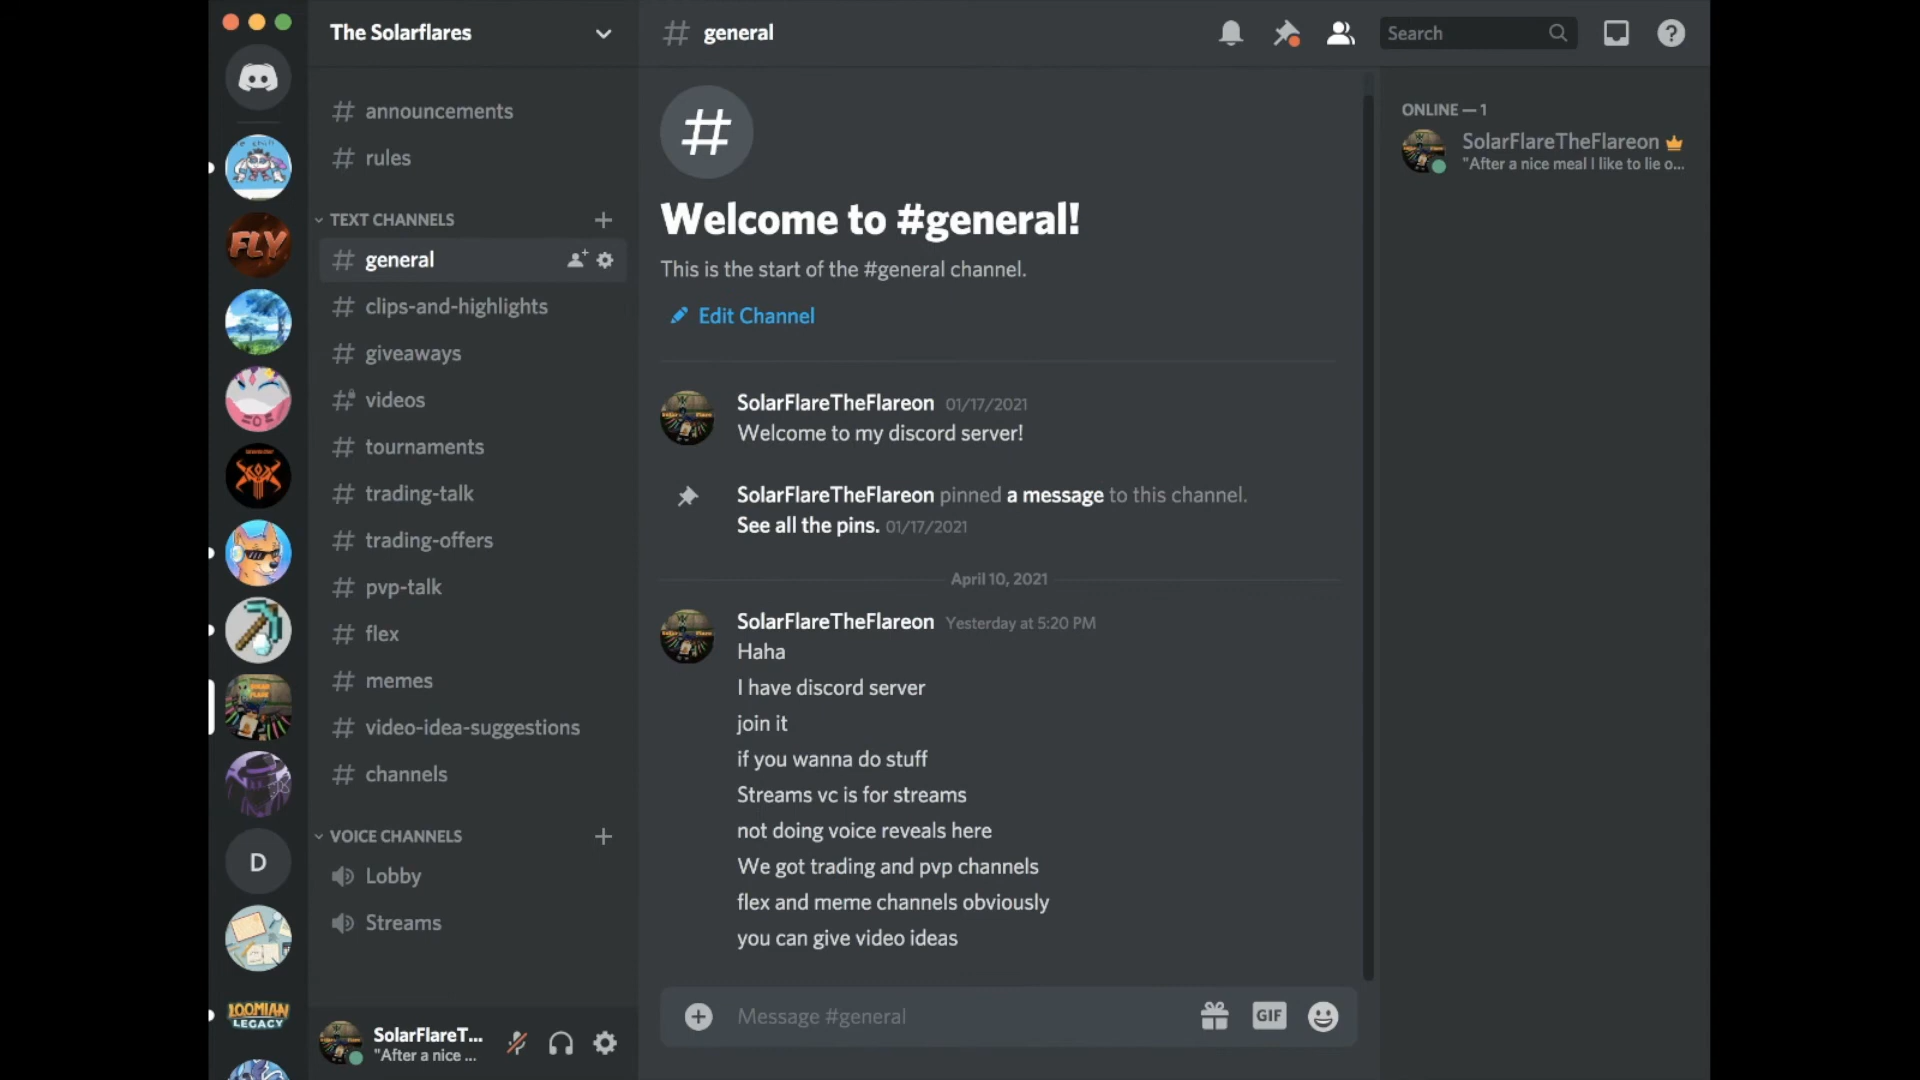 The Solarflares
announcements
rules
TEXT CHANNELS
general
clips-and-highlights
giveaways
videos
tournaments
trading-talk
trading-offers
pvp-talk
flex
memes
video-idea-suggestions
channels
VOICE CHANNELS
Lobby
Streams
SolarFlareT...
"After a nice ...
FLY
D
LOOMIAN
LEGACY
# general
Search
#
Welcome to #general!
This is the start of the #general channel.
Edit Channel
SolarFlareTheFlareon 01/17/2021
Welcome to my discord server!
SolarFlareTheFlareon pinned a message to this channel.
See all the pins. 01/17/2021
April 10, 2021
SolarFlareTheFlareon Yesterday at 5:20 PM
Haha
I have discord server
join it
if you wanna do stuff
Streams vc is for streams
not doing voice reveals here
We got trading and pvp channels
flex and meme channels obviously
you can give video ideas
Message #general
GIF
ONLINE — 1
SolarFlareTheFlareon
"After a nice meal I like to lie o...